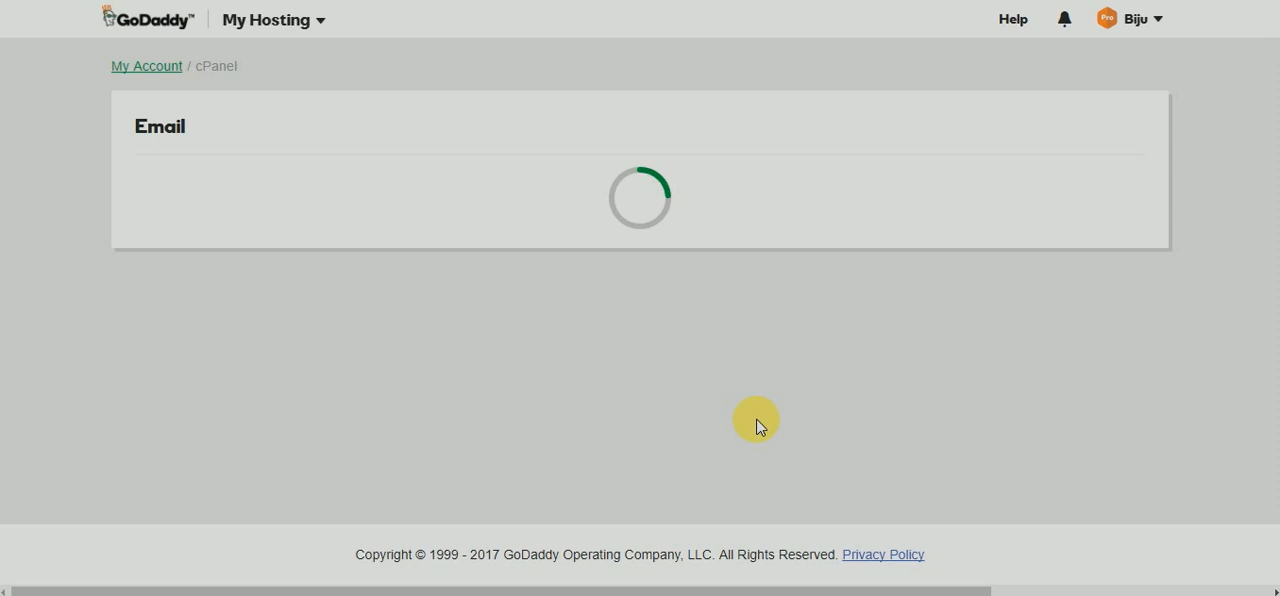 GoDaddy™ My Hosting Help Pro Biju
My Account / cPanel
Email
Copyright © 1999 - 2017 GoDaddy Operating Company, LLC. All Rights Reserved. Privacy Policy